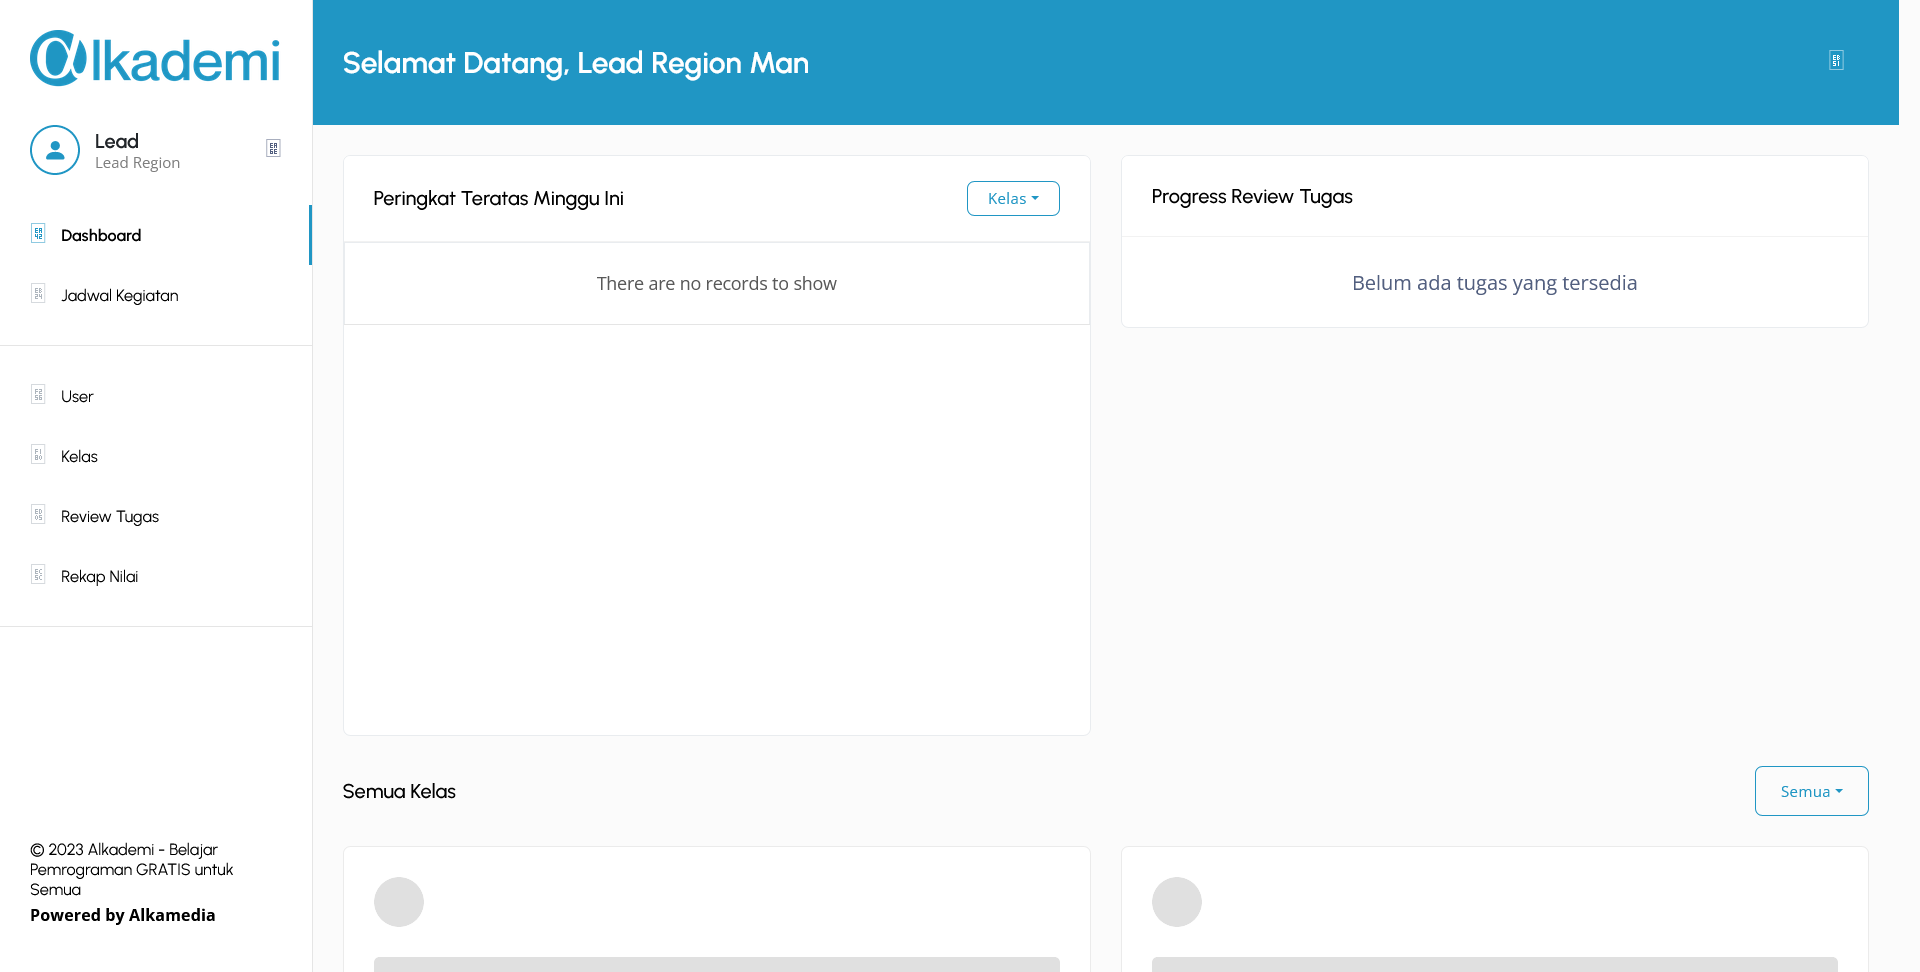 Alkademi
Lead
Lead Region
Dashboard
Jadwal Kegiatan
User
Kelas
Review Tugas
Rekap Nilai
© 2023 Alkademi - Belajar
Pemrograman GRATIS untuk
Semua
Powered by Alkamedia
Selamat Datang, Lead Region Man
Peringkat Teratas Minggu Ini
Kelas
There are no records to show
Progress Review Tugas
Belum ada tugas yang tersedia
Semua Kelas
Semua